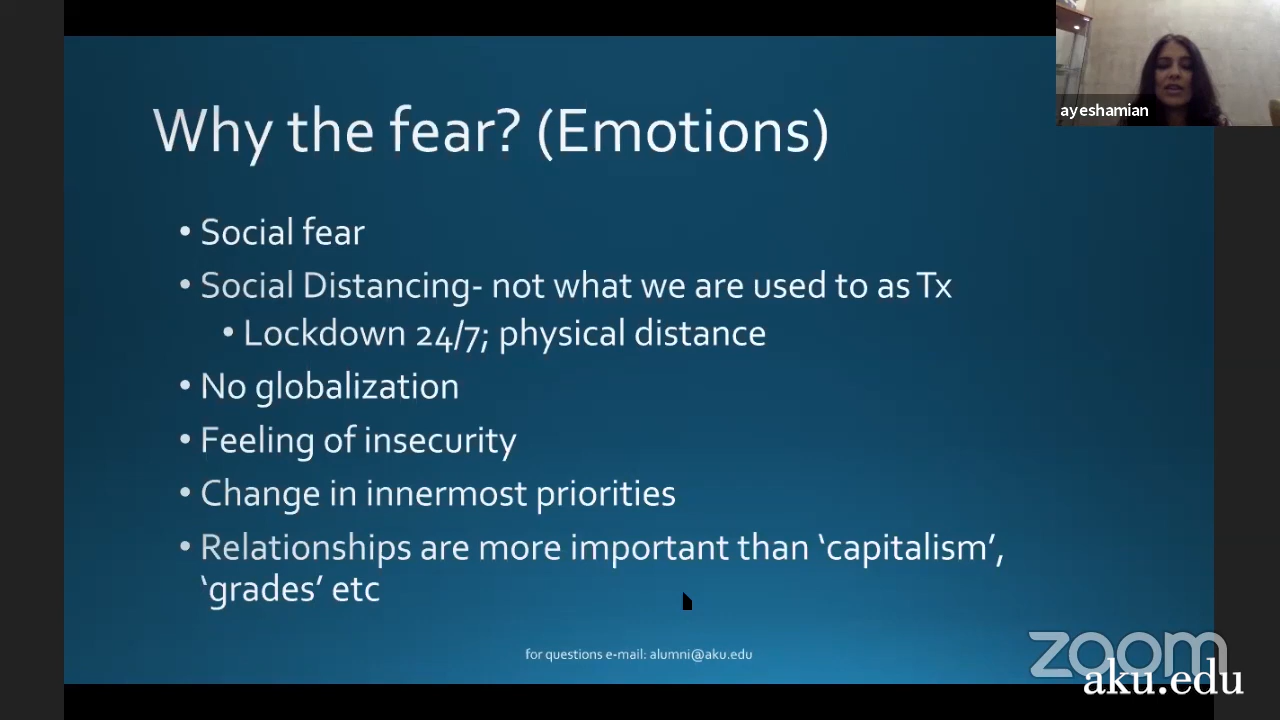 ayeshamian
Why the fear? (Emotions)
• Social fear
• Social Distancing- not what we are used to as Tx
• Lockdown 24/7; physical distance
• No globalization
• Feeling of insecurity
• Change in innermost priorities
• Relationships are more important than ‘capitalism’,
‘grades’ etc
for questions e-mail: alumni@aku.edu
zoom
aku.edu